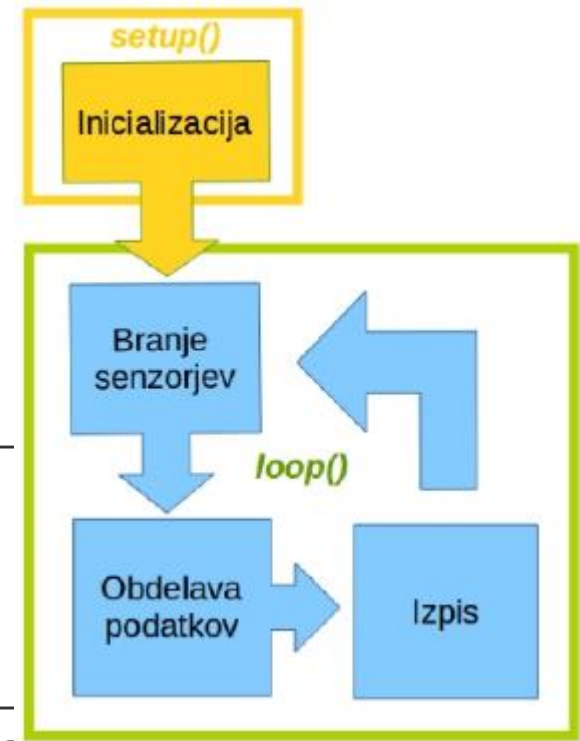 setup()
Inicializacija
Branje
senzorjev
loop()
Obdelava
podatkov
Izpis